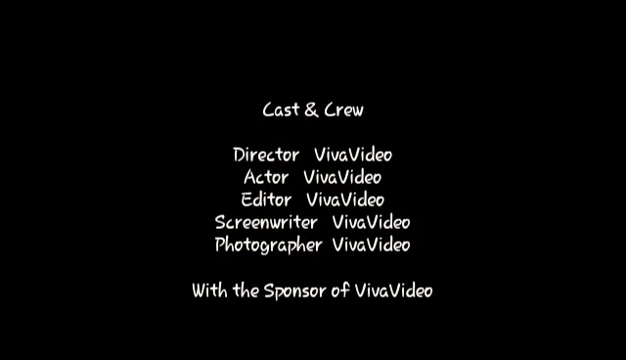 Cast & Crew
Director VivaVideo
Actor VivaVideo
Editor VivaVideo
Screenwriter VivaVideo
Photographer VivaVideo
With the Sponsor of VivaVideo